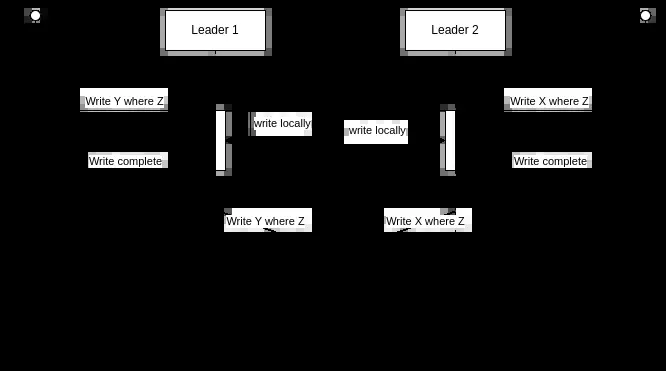 Leader 1
Leader 2
Write Y where Z
Write X where Z
write locally
write locally
Write complete
Write complete
Write Y where Z
Write X where Z